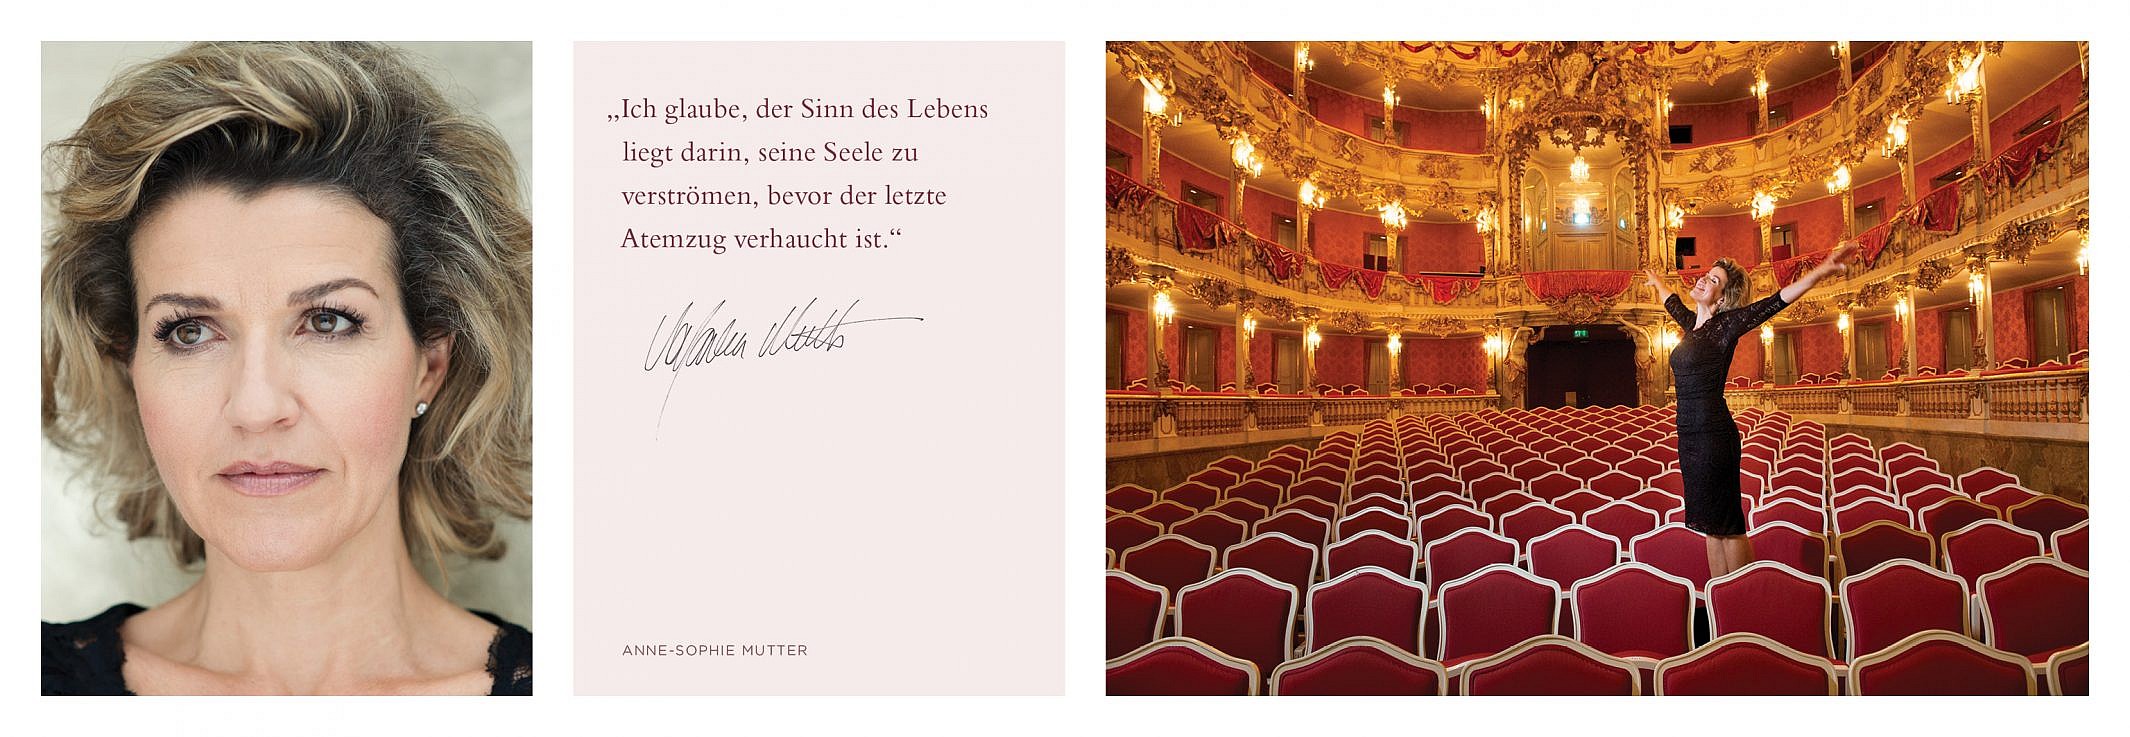 „Ich glaube, der Sinn des Lebens
liegt darin, seine Seele zu
verströmen, bevor der letzte
Atemzug verhaucht ist.“
ANNE-SOPHIE MUTTER